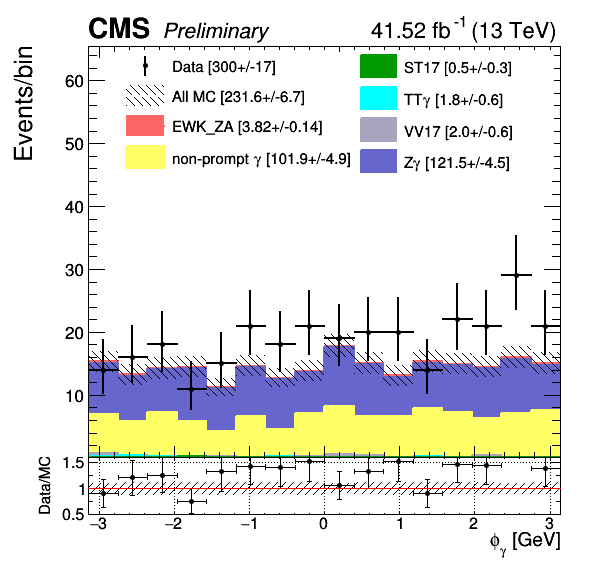 CMS Preliminary 41.52 fb⁻¹ (13 TeV)
Events/bin
60
50
40
30
20
10
Data [300+/-17]
All MC [231.6+/-6.7]
EWK_ZA [3.82+/-0.14]
non-prompt γ [101.9+/-4.9]
ST17 [0.5+/-0.3]
TTγ [1.8+/-0.6]
VV17 [2.0+/-0.6]
Zγ [121.5+/-4.5]
Data/MC
1.5
1
0.5
−3 −2 −1 0 1 2 3
ϕγ [GeV]